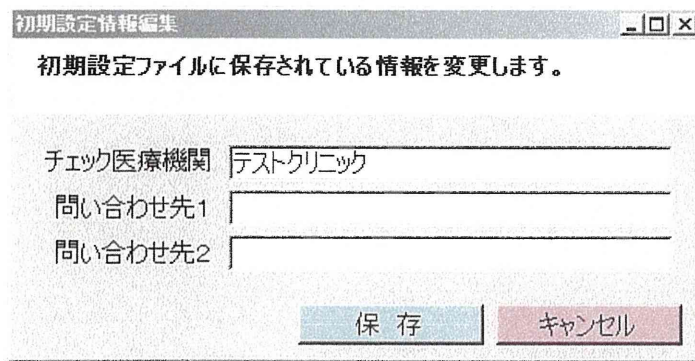 初期設定情報編集
初期設定ファイルに保存されている情報を変更します。
チェック医療機関 テストクリニック
問い合わせ先1
問い合わせ先2
保 存 キャンセル